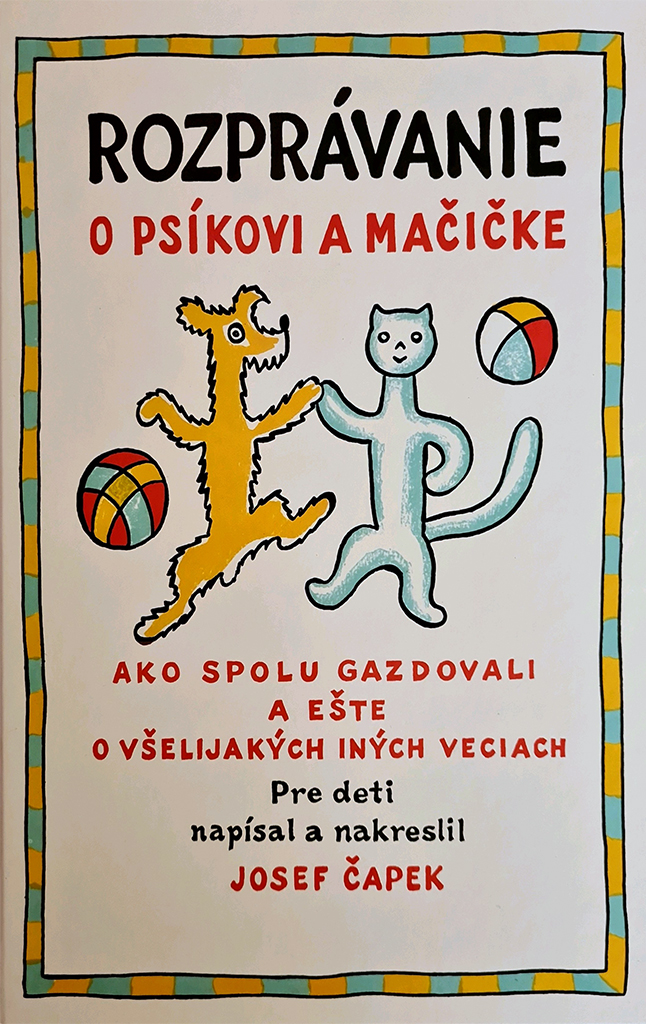 ROZPRÁVANIE
O PSÍKOVI A MAČIČKE
AKO SPOLU GAZDOVALI
A EŠTE
O VŠELIJAKÝCH INÝCH VECIACH
Pre deti
napísal a nakreslil
JOSEF ČAPEK